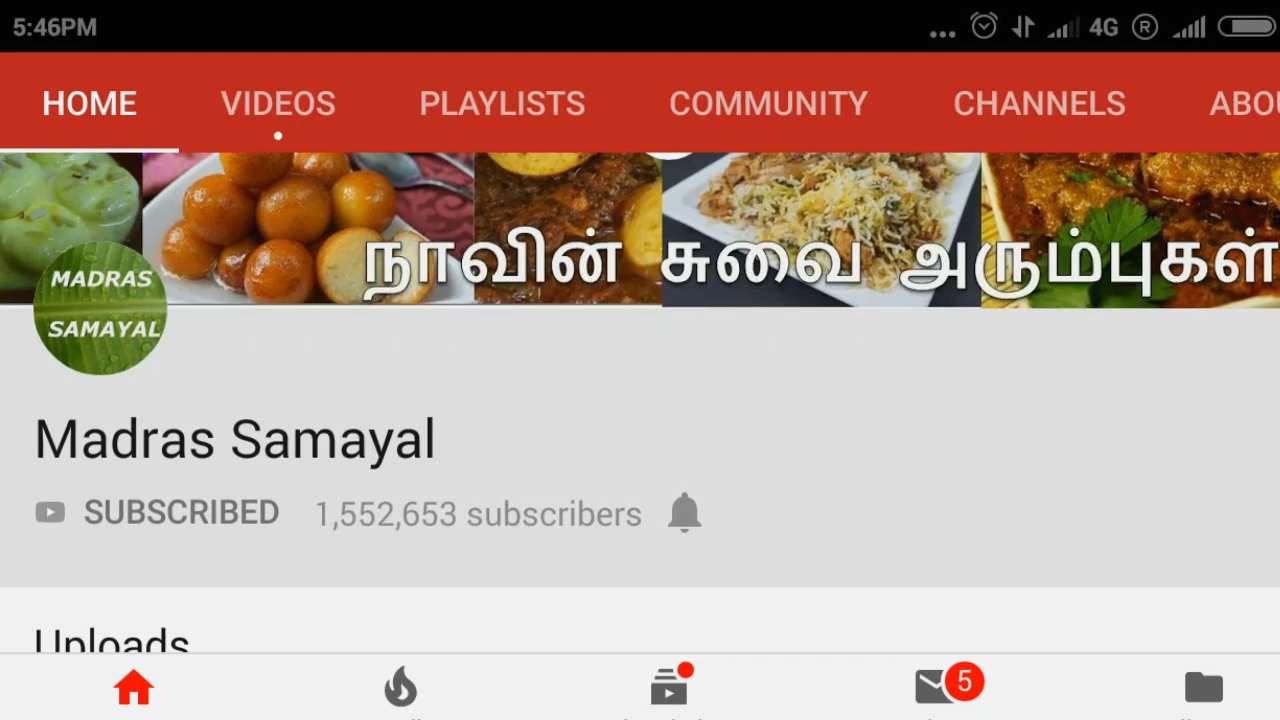 5:46PM
4G R
HOME VIDEOS PLAYLISTS COMMUNITY CHANNELS
நாவின் சுவை அரும்புகள்
MADRAS
SAMAYAL
Madras Samayal
SUBSCRIBED 1,552,653 subscribers
Uploads
5